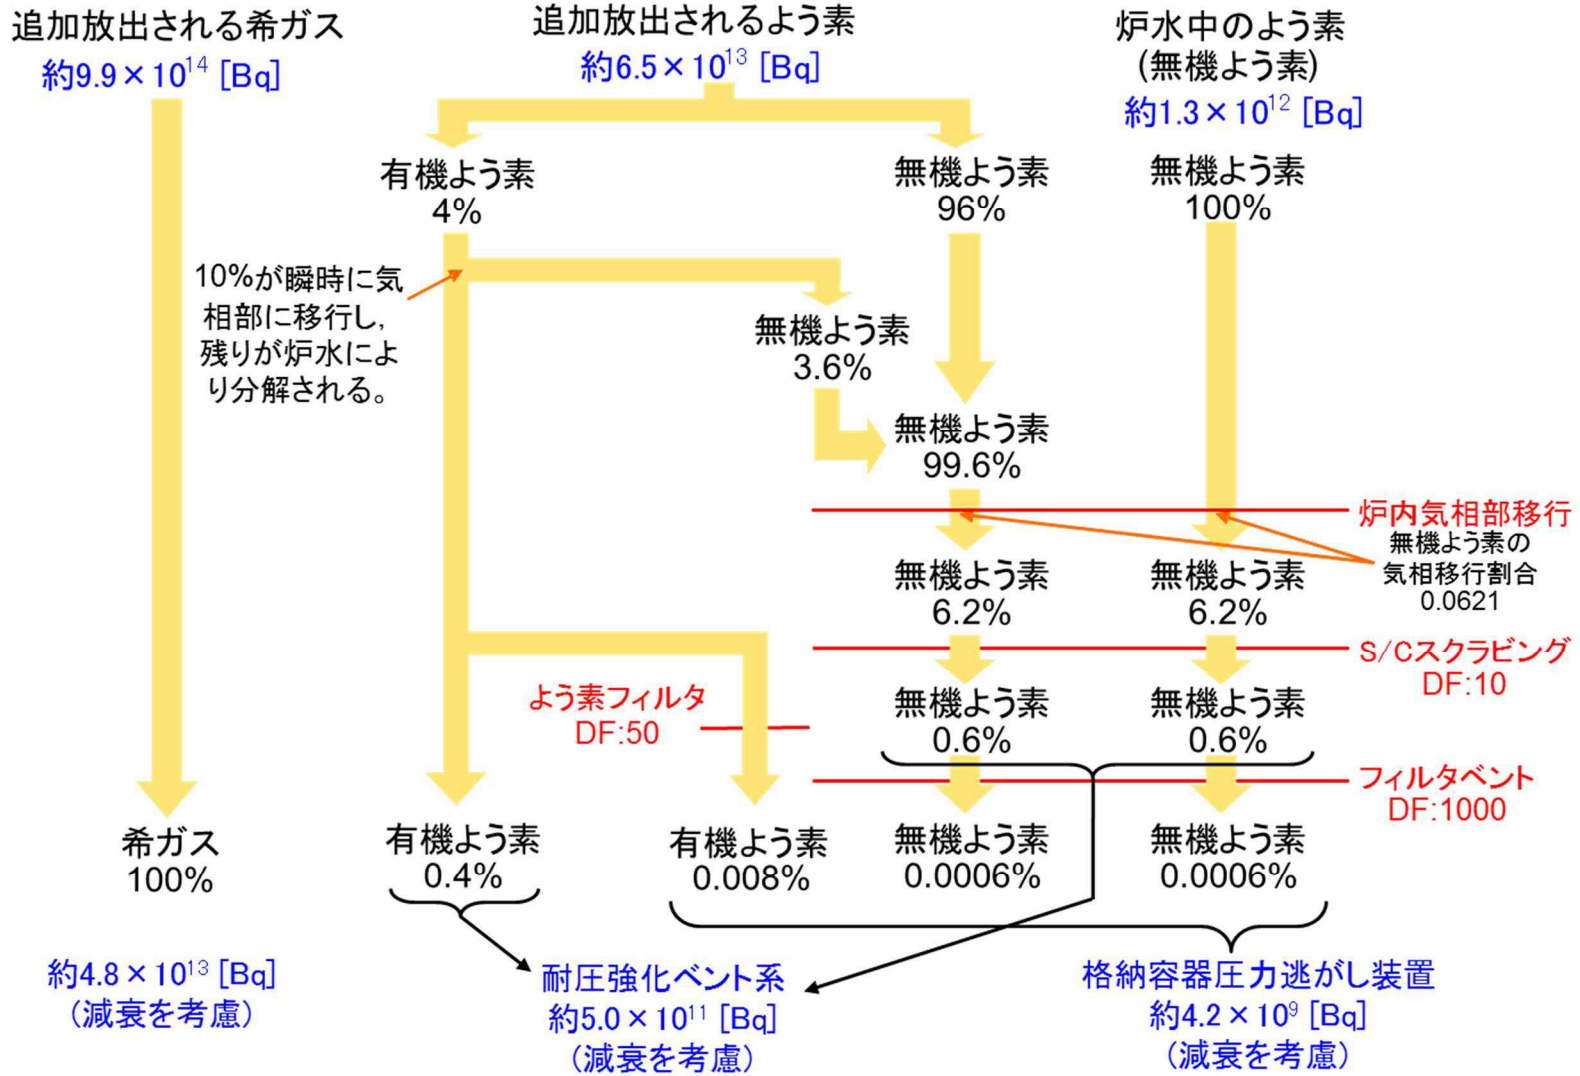 追加放出される希ガス
約9.9×10¹⁴ [Bq]
追加放出されるよう素
約6.5×10¹³ [Bq]
炉水中のよう素
(無機よう素)
約1.3×10¹² [Bq]
有機よう素
4%
無機よう素
96%
無機よう素
100%
10%が瞬時に気
相部に移行し,
残りが炉水によ
り分解される。
無機よう素
3.6%
無機よう素
99.6%
炉内気相部移行
無機よう素の
気相移行割合
0.0621
無機よう素
6.2%
無機よう素
6.2%
S/Cスクラビング
DF:10
よう素フィルタ
DF:50
無機よう素
0.6%
無機よう素
0.6%
フィルタベント
DF:1000
希ガス
100%
有機よう素
0.4%
有機よう素
0.008%
無機よう素
0.0006%
無機よう素
0.0006%
約4.8×10¹³ [Bq]
(減衰を考慮)
耐圧強化ベント系
約5.0×10¹¹ [Bq]
(減衰を考慮)
格納容器圧力逃がし装置
約4.2×10⁹ [Bq]
(減衰を考慮)